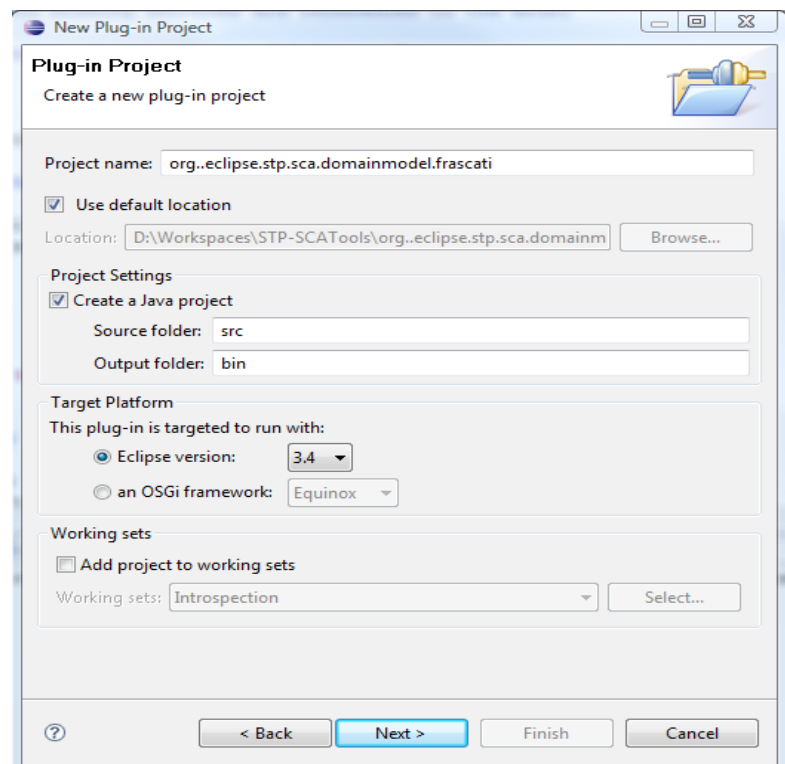 New Plug-in Project
Plug-in Project
Create a new plug-in project
Project name: org..eclipse.stp.sca.domainmodel.frascati
Use default location
Location: D:\Workspaces\STP-SCATools\org..eclipse.stp.sca.domainm Browse...
Project Settings
Create a Java project
Source folder: src
Output folder: bin
Target Platform
This plug-in is targeted to run with:
Eclipse version: 3.4
an OSGi framework: Equinox
Working sets
Add project to working sets
Working sets: Introspection Select...
? < Back Next > Finish Cancel